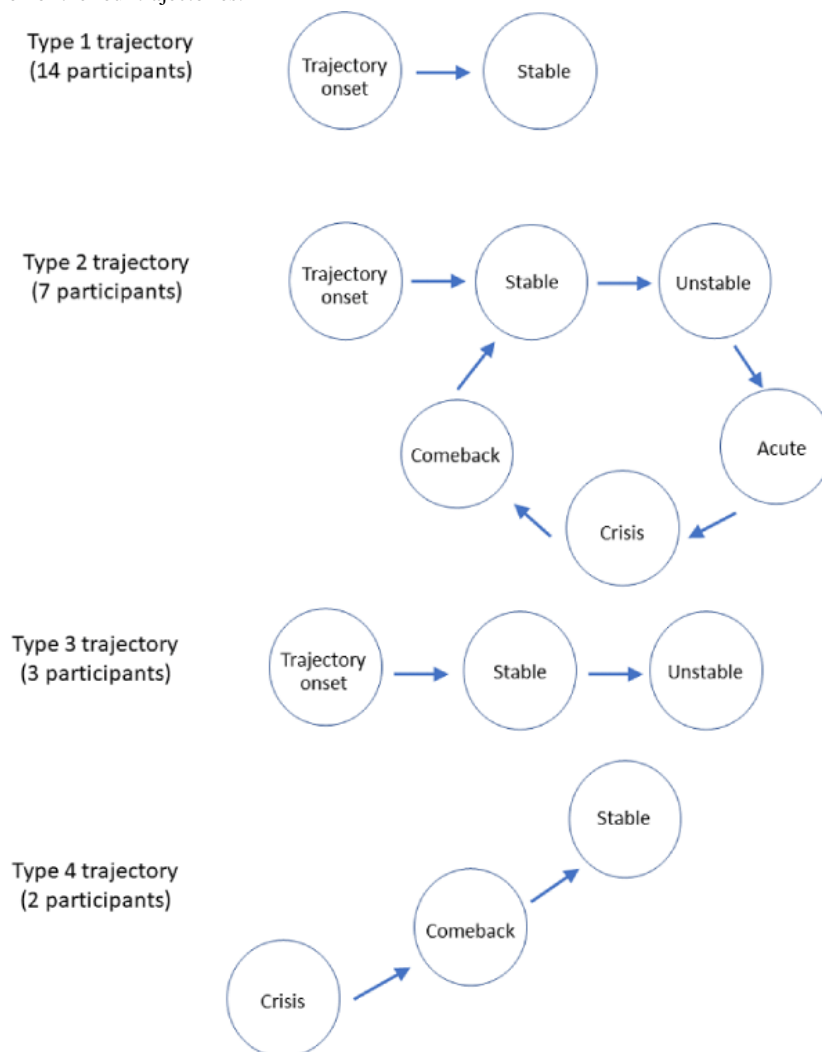 Type 1 trajectory
(14 participants)
Trajectory
onset
Stable
Type 2 trajectory
(7 participants)
Trajectory
onset
Stable
Unstable
Comeback
Acute
Crisis
Type 3 trajectory
(3 participants)
Trajectory
onset
Stable
Unstable
Type 4 trajectory
(2 participants)
Stable
Comeback
Crisis